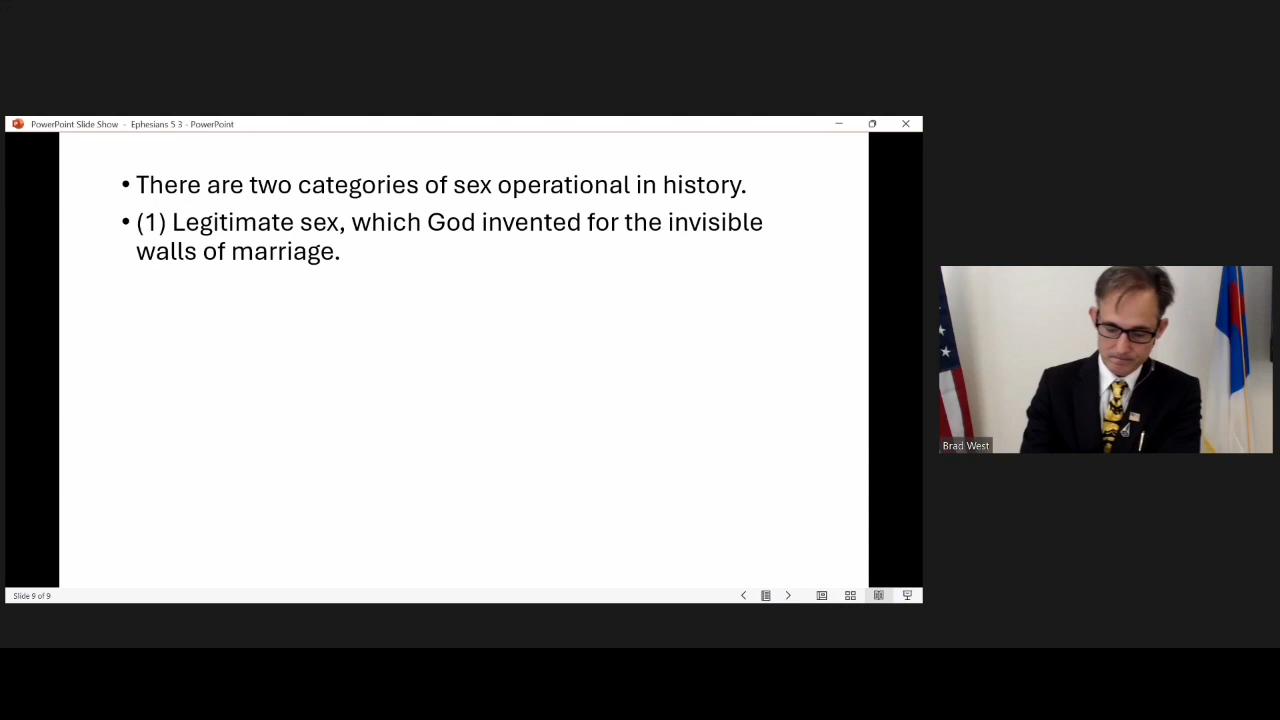 PowerPoint Slide Show - Ephesians 5 3 - PowerPoint
• There are two categories of sex operational in history.
• (1) Legitimate sex, which God invented for the invisible
walls of marriage.
Brad West
Slide 9 of 9